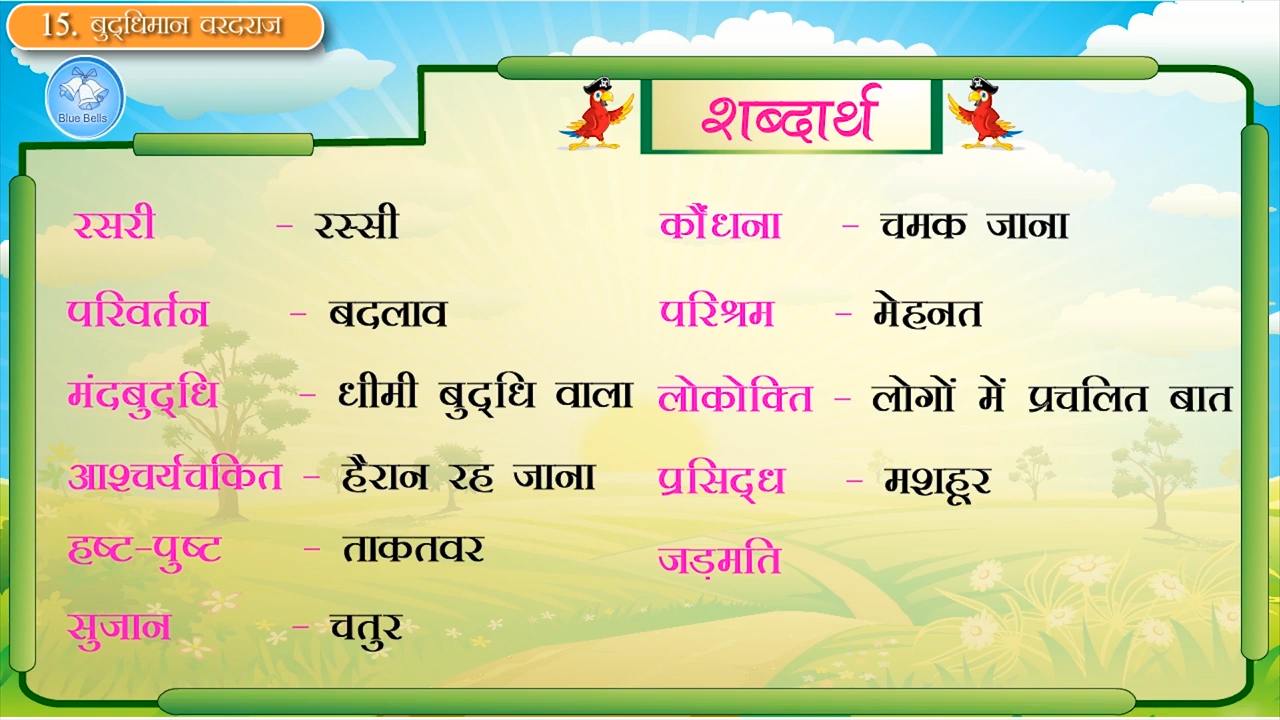 15. बुद्‌धिमान वरदराज
Blue Bells
शब्दार्थ
रसरी - रस्सी
परिवर्तन - बदलाव
मंदबुद्‌धि - धीमी बुद्‌धि वाला
आश्चर्यचकित - हैरान रह जाना
हष्ट-पुष्ट - ताकतवर
सुजान - चतुर
कौंधना - चमक जाना
परिश्रम - मेहनत
लोकोक्ति - लोगों में प्रचलित बात
प्रसिद्‌ध - मशहूर
जड़मति